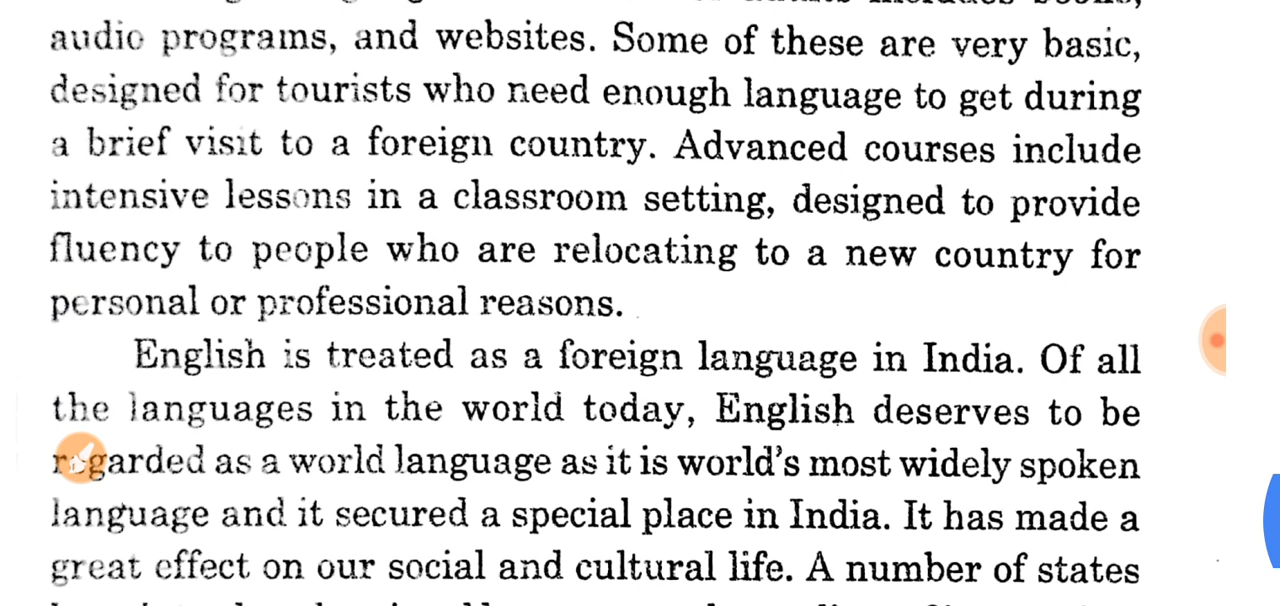 audio programs, and websites. Some of these are very basic,
designed for tourists who need enough language to get during
a brief visit to a foreign country. Advanced courses include
intensive lessons in a classroom setting, designed to provide
fluency to people who are relocating to a new country for
personal or professional reasons.
English is treated as a foreign language in India. Of all
the languages in the world today, English deserves to be
regarded as a world language as it is world's most widely spoken
language and it secured a special place in India. It has made a
great effect on our social and cultural life. A number of states